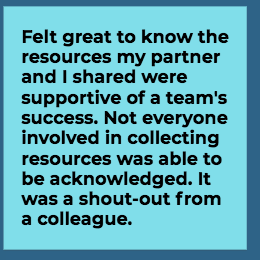 Felt great to know the
resources my partner
and I shared were
supportive of a team's
success. Not everyone
involved in collecting
resources was able to
be acknowledged. It
was a shout-out from
a colleague.